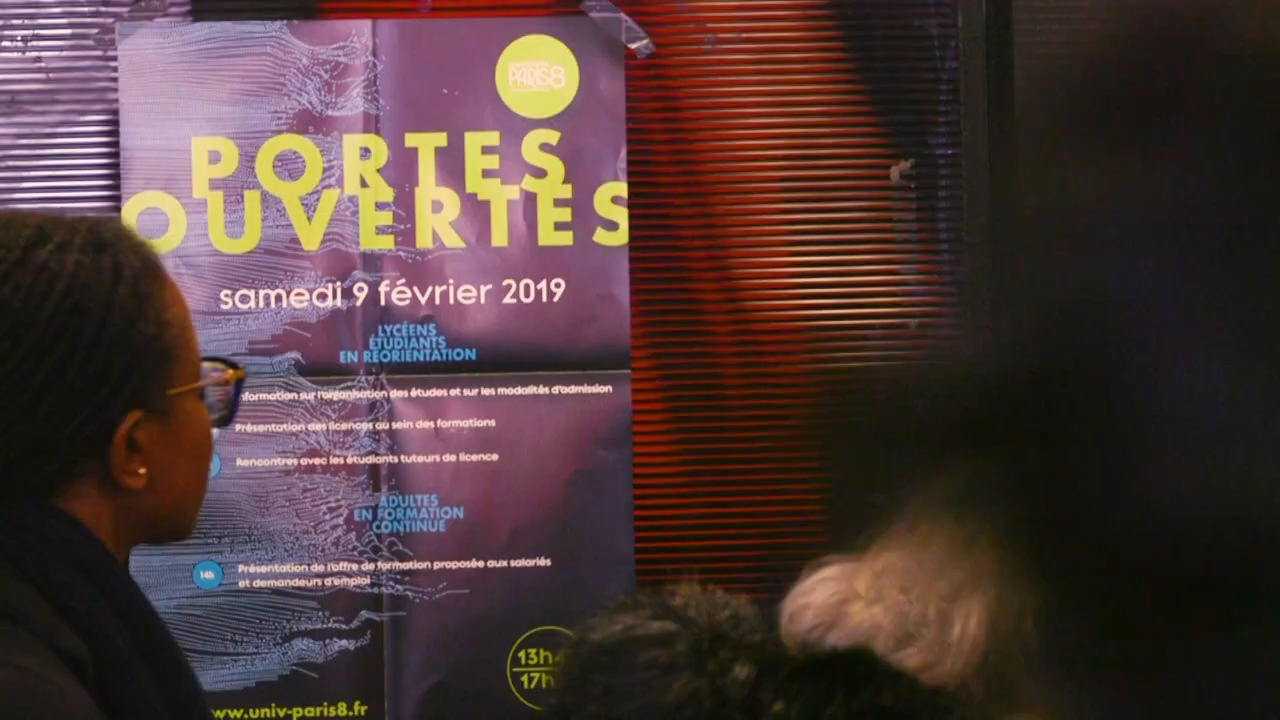 PARIS8
PORTES
OUVERTES
samedi 9 février 2019
LYCÉENS
ÉTUDIANTS
EN RÉORIENTATION
nformation sur l'organisation des études et sur les modalités d'admission
Présentation des licences au sein des formations
Rencontres avec les étudiants tuteurs de licence
ADULTES
EN FORMATION
CONTINUE
14h
Présentation de l'offre de formation proposée aux salariés
et demandeurs d'emploi
13h4
17h
ww.univ-paris8.fr